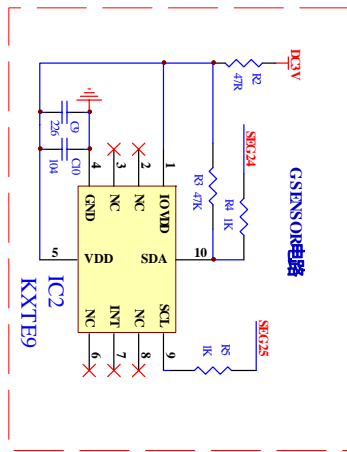 DC3V
R2
47R
SEG24
GSENSOR电路
C9
226
C10
104
R3 47K
R4 1K
4
3
2
1
GND
NC
NC
IOVDD
5
VDD
SDA
10
IC2
KXTE9
NC
INT
NC
SCL
6
7
8
9
R5
1K
SEG25